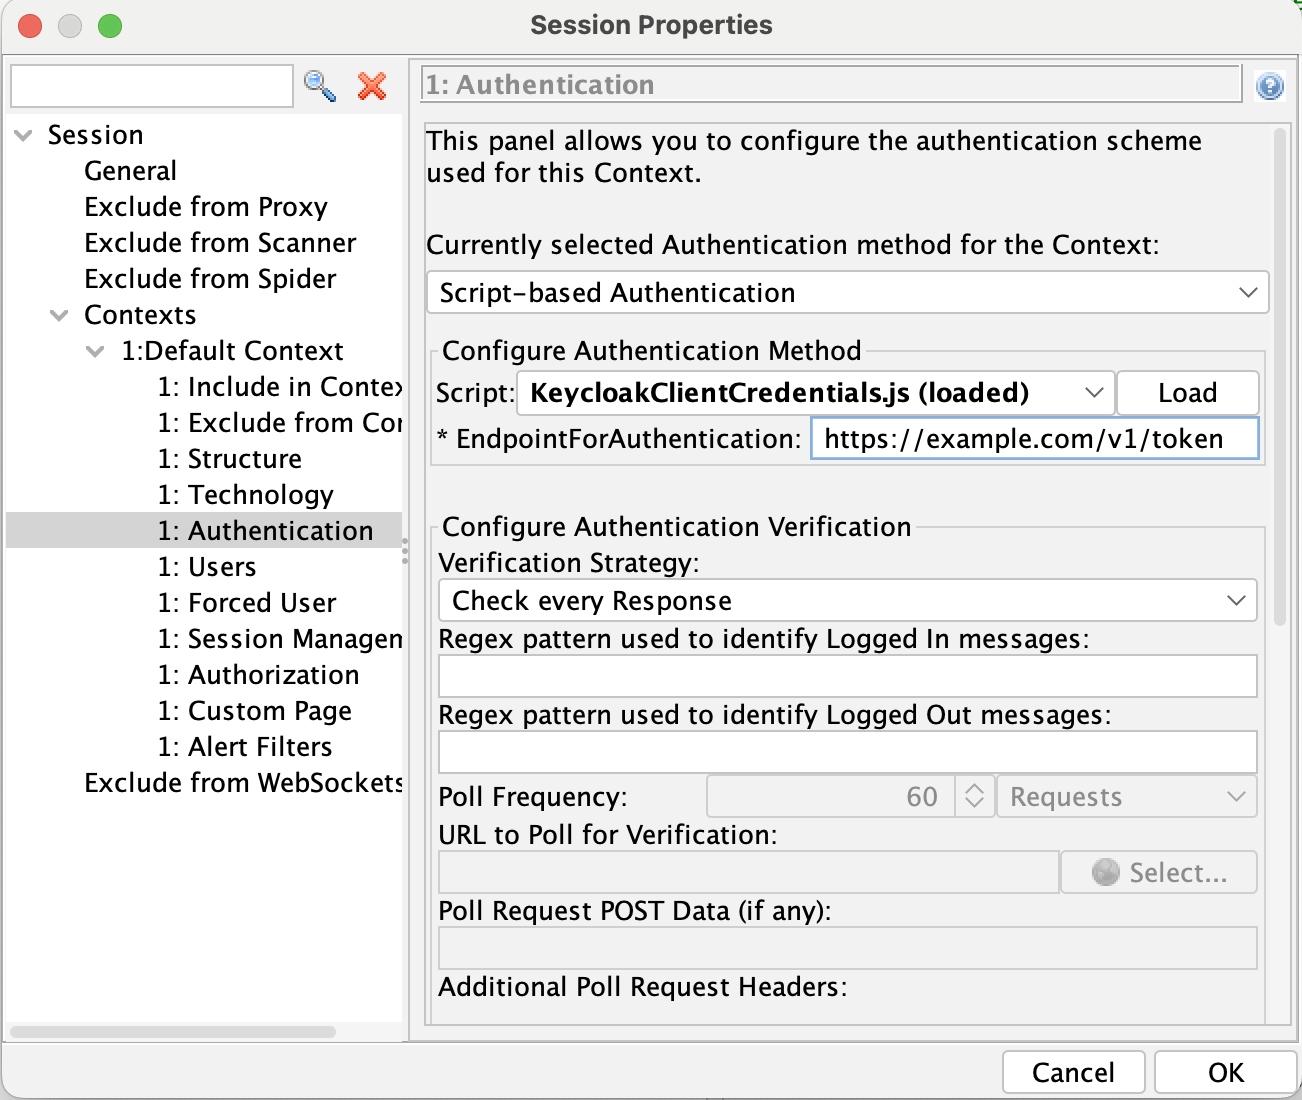 Session Properties
1: Authentication
Session
General
Exclude from Proxy
Exclude from Scanner
Exclude from Spider
Contexts
1:Default Context
1: Include in Contex
1: Exclude from Cor
1: Structure
1: Technology
1: Authentication
1: Users
1: Forced User
1: Session Managem
1: Authorization
1: Custom Page
1: Alert Filters
Exclude from WebSockets
This panel allows you to configure the authentication scheme
used for this Context.
Currently selected Authentication method for the Context:
Script-based Authentication
Configure Authentication Method
Script: KeycloakClientCredentials.js (loaded) Load
* EndpointForAuthentication: https://example.com/v1/token
Configure Authentication Verification
Verification Strategy:
Check every Response
Regex pattern used to identify Logged In messages:
Regex pattern used to identify Logged Out messages:
Poll Frequency: 60 Requests
URL to Poll for Verification:
Select...
Poll Request POST Data (if any):
Additional Poll Request Headers:
Cancel OK